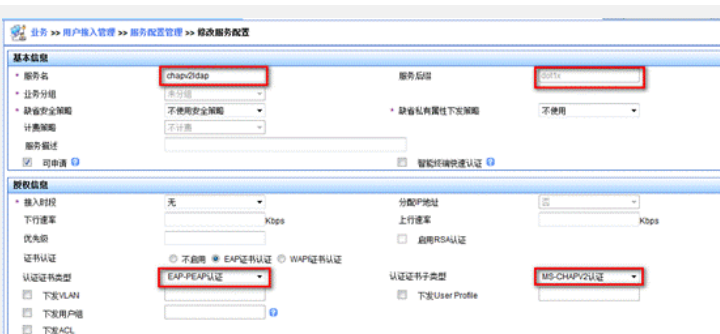 业务 >> 用户接入管理 >> 服务配置管理 >> 修改服务配置
基本信息
* 服务名 chapv2ldap 服务后缀 dot1x
* 业务分组 未分组
* 缺省安全策略 不使用安全策略 * 缺省私有属性下发策略 不使用
计费策略 不计费
服务描述
可申请 智能终端快速认证
授权信息
* 接入时段 无 分配IP地址 否
下行速率 Kbps 上行速率 Kbps
优先级 启用RSA认证
证书认证 不启用 EAP证书认证 WAPI证书认证
认证证书类型 EAP-PEAP认证 认证证书子类型 MS-CHAPV2认证
下发VLAN 下发User Profile
下发用户组
下发ACL